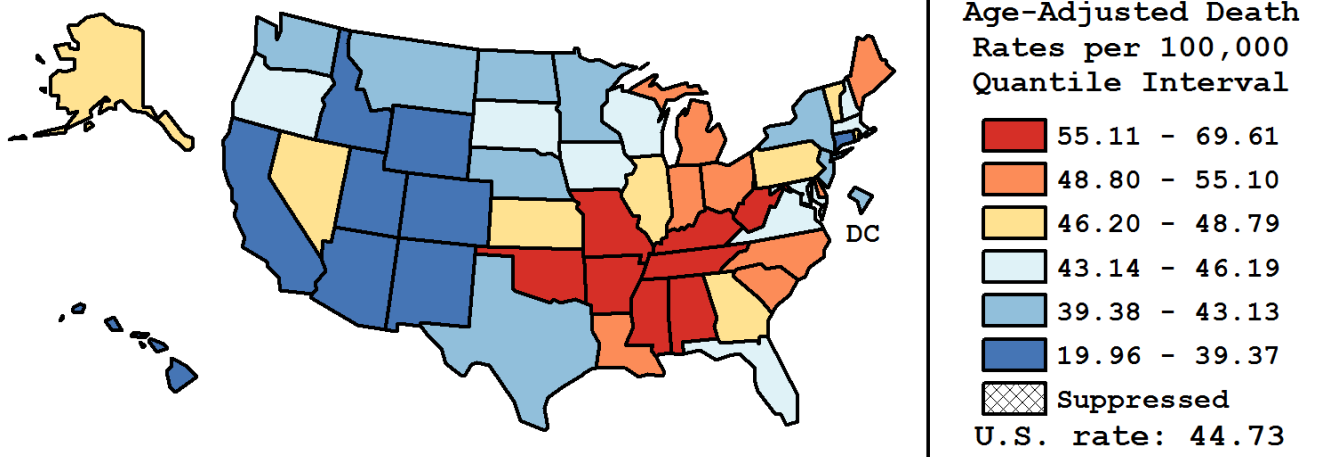 DC
Age-Adjusted Death
Rates per 100,000
Quantile Interval
55.11 - 69.61
48.80 - 55.10
46.20 - 48.79
43.14 - 46.19
39.38 - 43.13
19.96 - 39.37
Suppressed
U.S. rate: 44.73